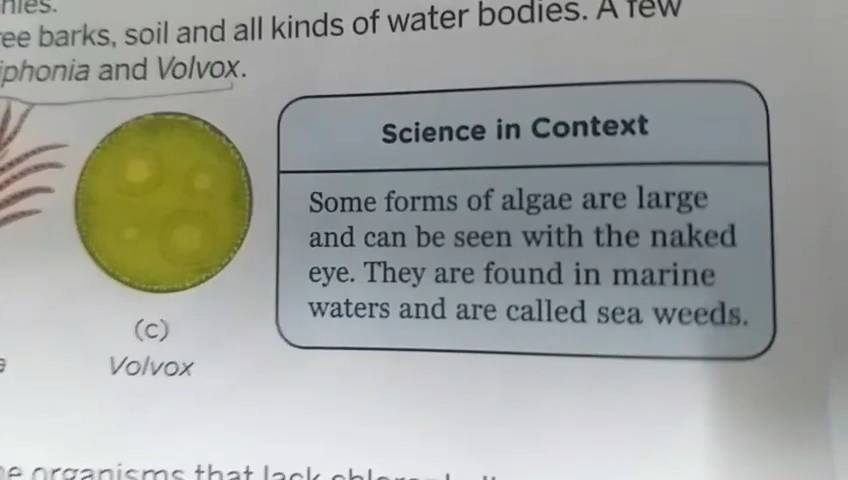 ee barks, soil and all kinds of water bodies. A few
iphonia and Volvox.
Science in Context
Some forms of algae are large
and can be seen with the naked
eye. They are found in marine
waters and are called sea weeds.
(c)
Volvox
organisms that lack